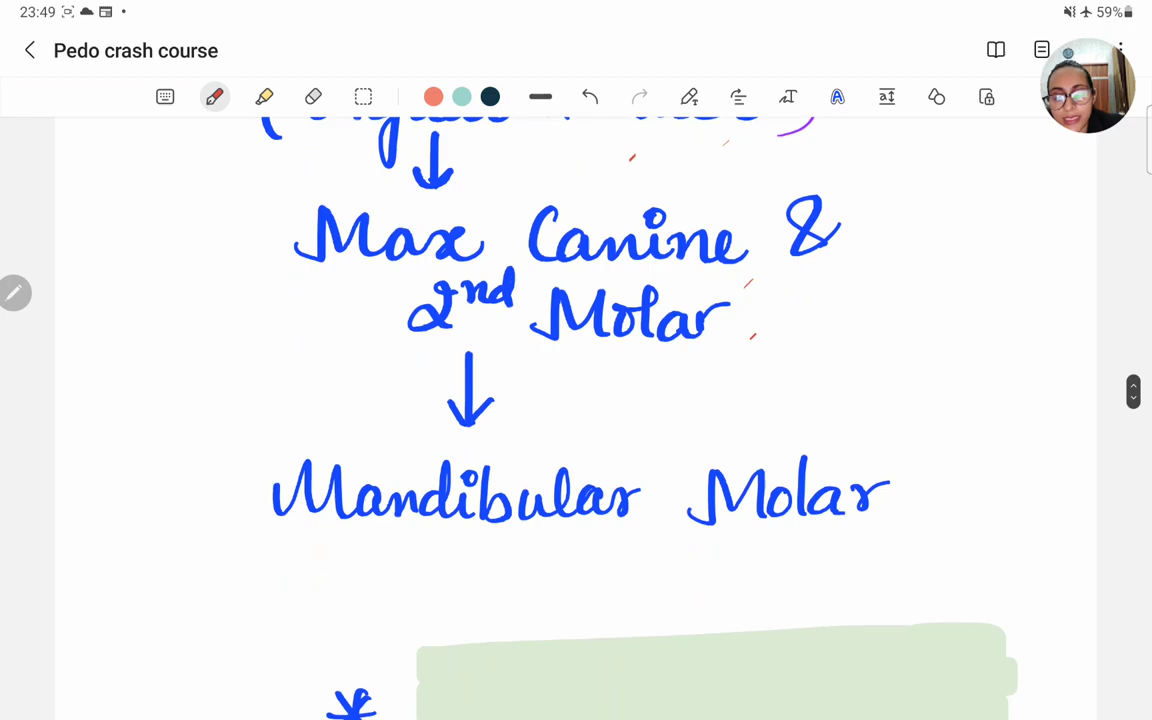 23:49 59%
Pedo crash course
Max Canine &
2nd Molar
Mandibular Molar
*